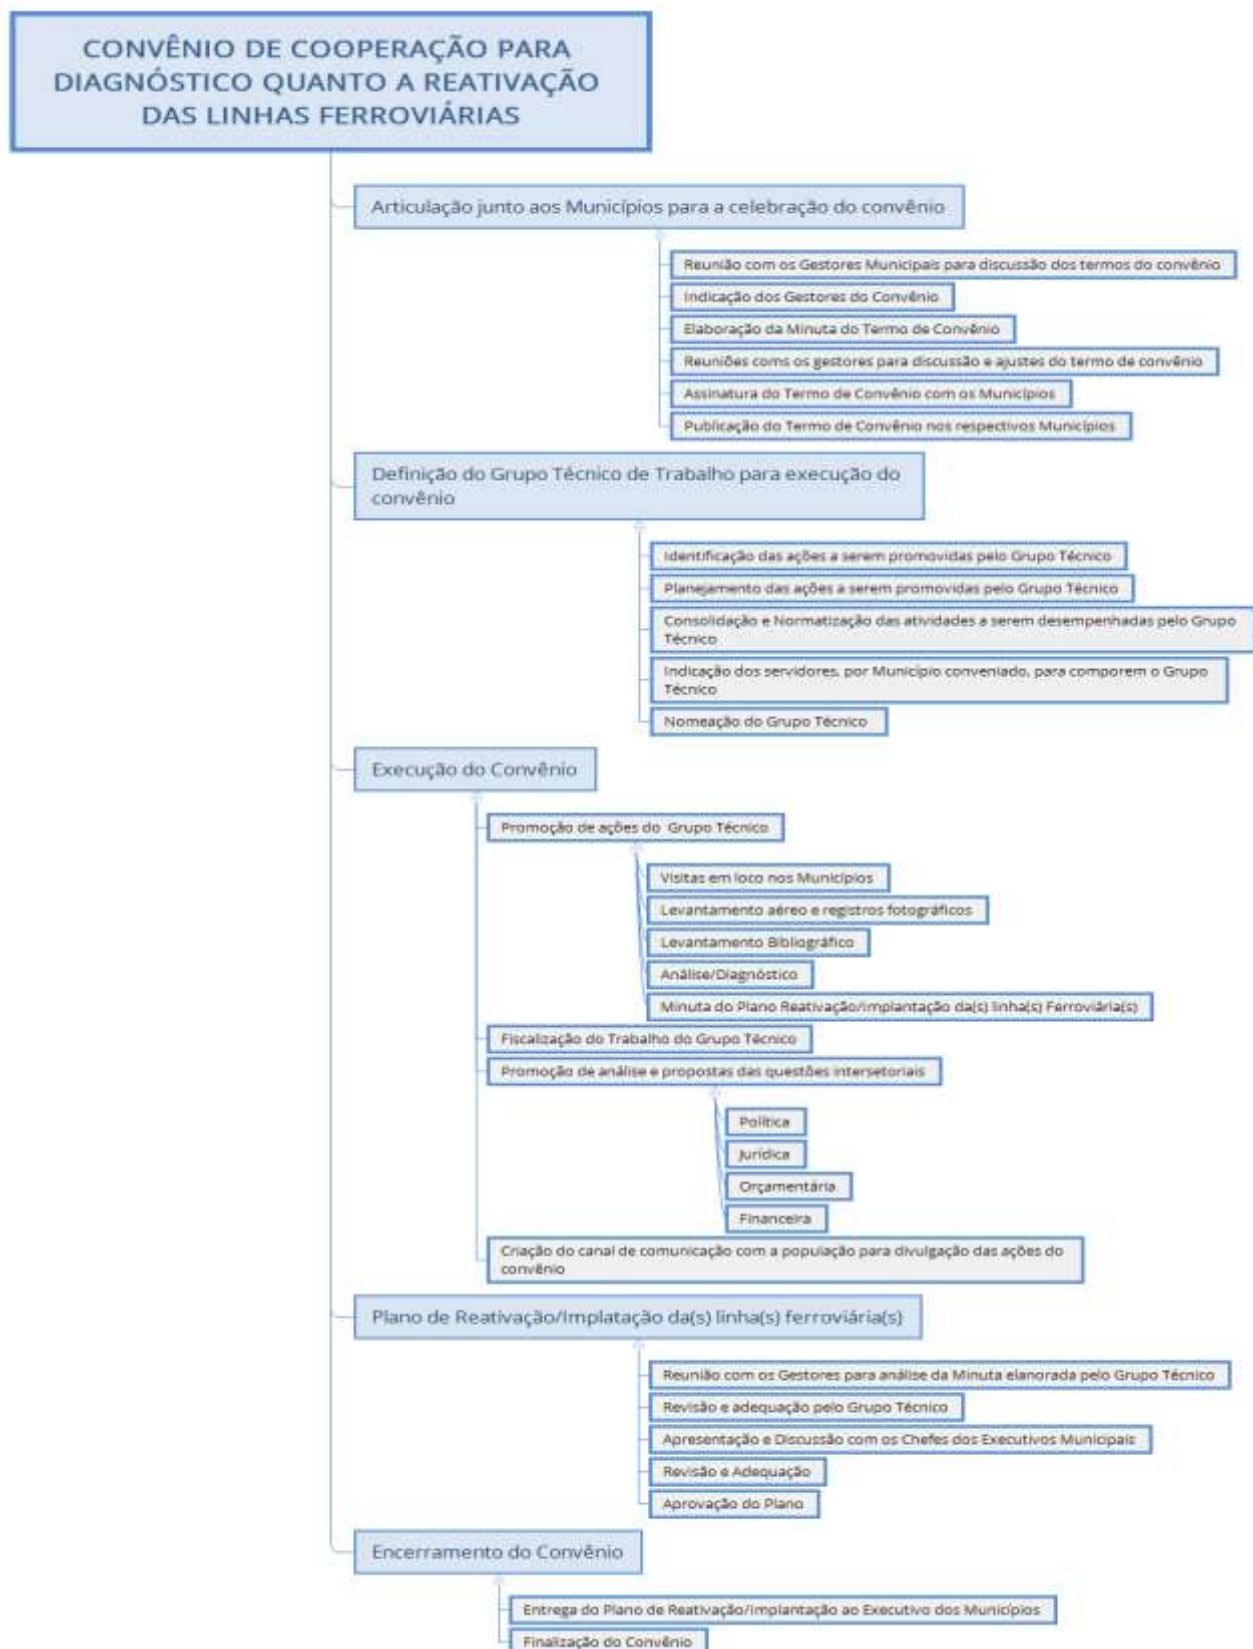 CONVÊNIO DE COOPERAÇÃO PARA
DIAGNÓSTICO QUANTO A REATIVAÇÃO
DAS LINHAS FERROVIÁRIAS
Articulação junto aos Municípios para a celebração do convênio
Reunião com os Gestores Municipais para discussão dos termos do convênio
Indicação dos Gestores do Convênio
Elaboração da Minuta do Termo de Convênio
Reuniões coms os gestores para discussão e ajustes do termo de convênio
Assinatura do Termo de Convênio com os Municípios
Publicação do Termo de Convênio nos respectivos Municípios
Definição do Grupo Técnico de Trabalho para execução do
convênio
Identificação das ações a serem promovidas pelo Grupo Técnico
Planejamento das ações a serem promovidas pelo Grupo Técnico
Consolidação e Normatização das atividades a serem desempenhadas pelo Grupo
Técnico
Indicação dos servidores, por Município conveniado, para comporem o Grupo
Técnico
Nomeação do Grupo Técnico
Execução do Convênio
Promoção de ações do Grupo Técnico
Visitas em loco nos Municípios
Levantamento aéreo e registros fotográficos
Levantamento Bibliográfico
Análise/Diagnóstico
Minuta do Plano Reativação/Implantação da(s) linha(s) Ferroviária(s)
Fiscalização do Trabalho do Grupo Técnico
Promoção de análise e propostas das questões intersetoriais
Política
Jurídica
Orçamentária
Financeira
Criação do canal de comunicação com a população para divulgação das ações do
convênio
Plano de Reativação/Implatação da(s) linha(s) ferroviária(s)
Reunião com os Gestores para análise da Minuta elanorada pelo Grupo Técnico
Revisão e adequação pelo Grupo Técnico
Apresentação e Discussão com os Chefes dos Executivos Municipais
Revisão e Adequação
Aprovação do Plano
Encerramento do Convênio
Entrega do Plano de Reativação/Implantação ao Executivo dos Municípios
Finalização do Convênio